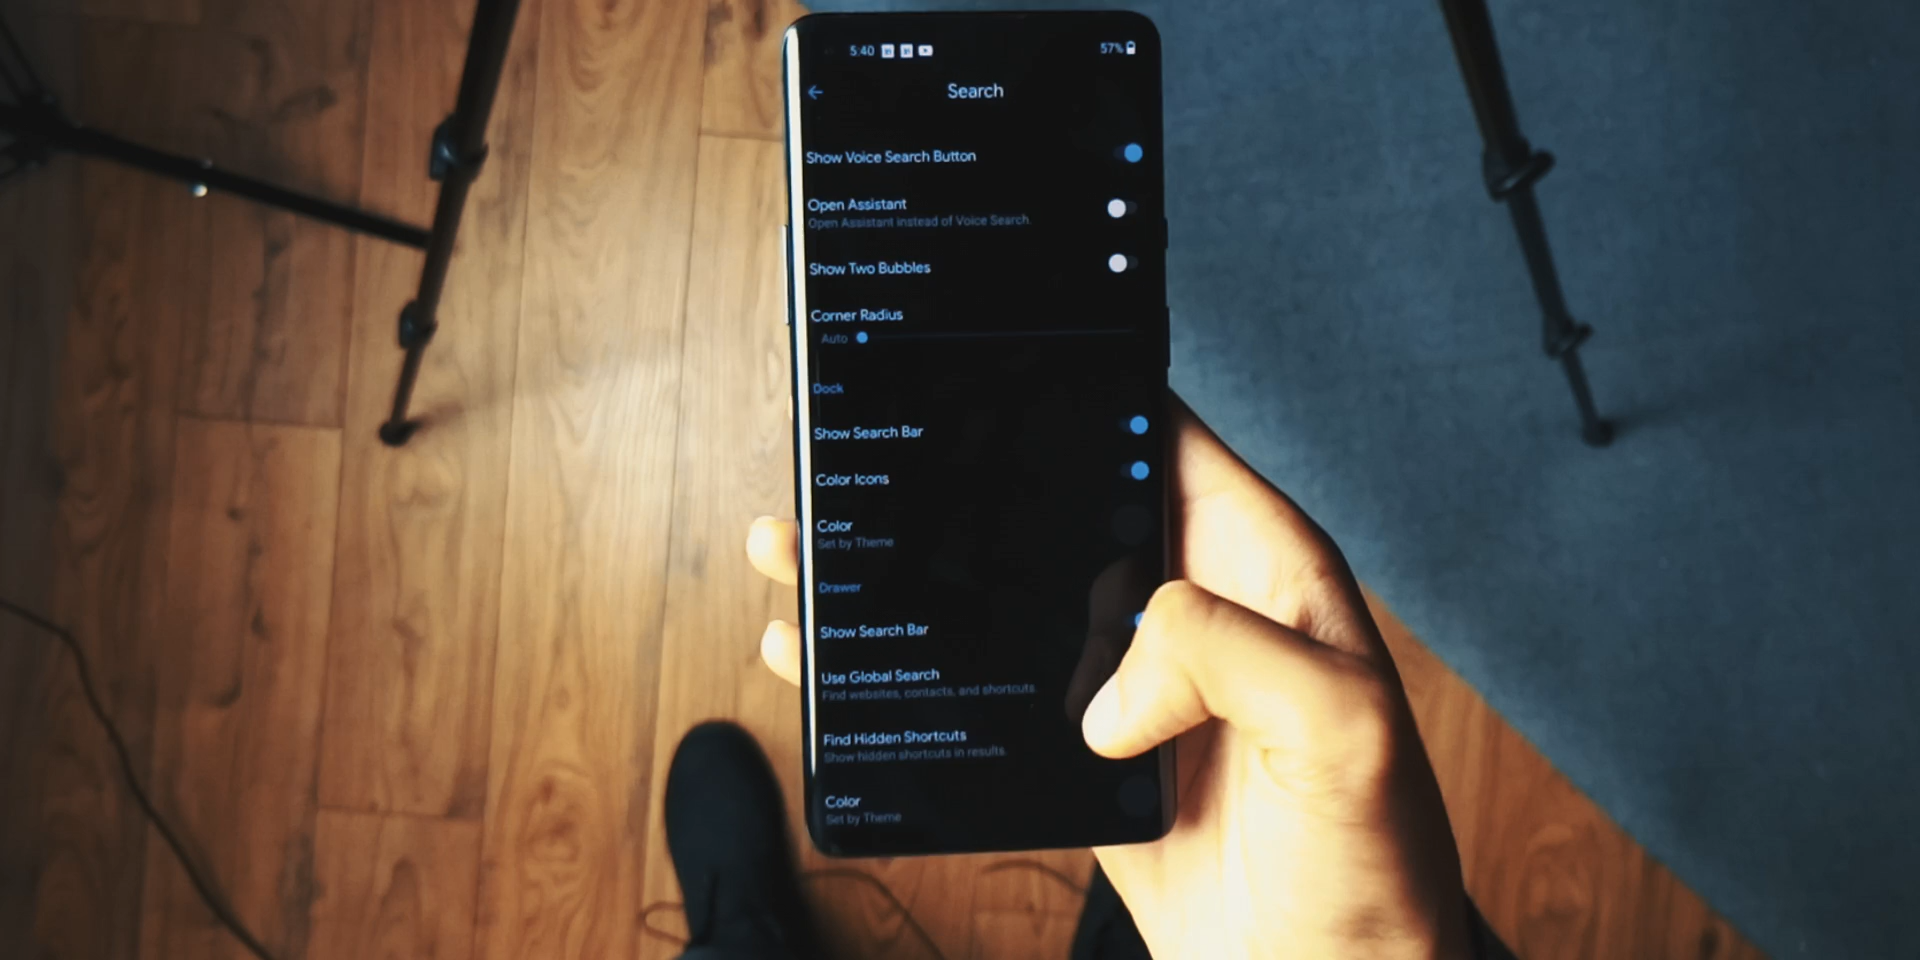 5:40
57%
Search
Show Voice Search Button
Open Assistant
Open Assistant instead of Voice Search.
Show Two Bubbles
Corner Radius
Auto
Dock
Show Search Bar
Color Icons
Color
Set by Theme
Drawer
Show Search Bar
Use Global Search
Find websites, contacts, and shortcuts.
Find Hidden Shortcuts
Show hidden shortcuts in results.
Color
Set by Theme